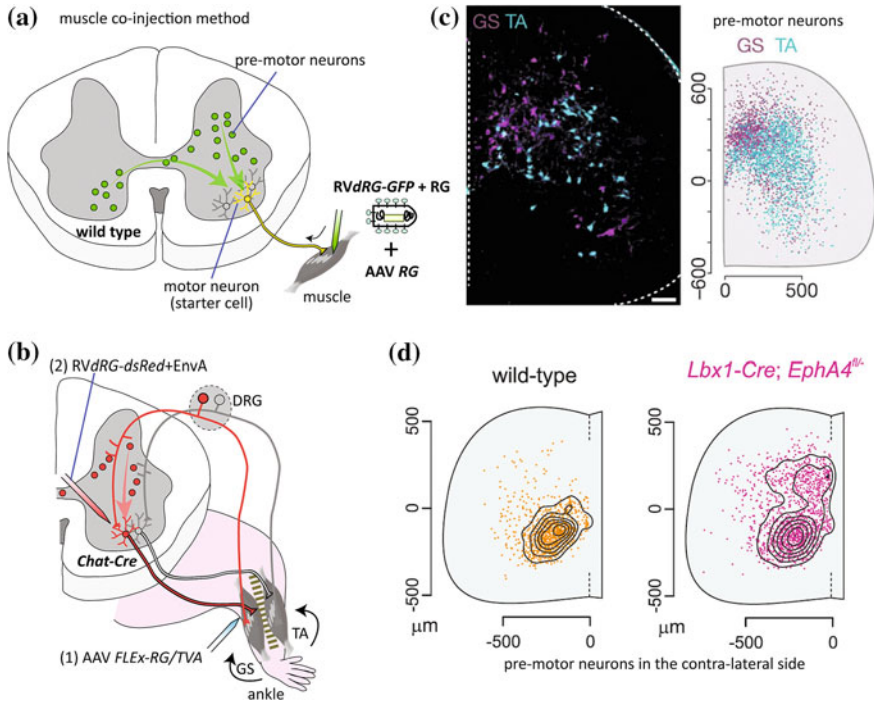 (a)
muscle co-injection method
pre-motor neurons
wild type
RVdRG-GFP + RG
+
AAV RG
motor neuron
(starter cell)
muscle
(b)
(2) RVdRG-dsRed+EnvA
DRG
Chat-Cre
TA
(1) AAV FLEx-RG/TVA
GS
ankle
(c)
GS TA
pre-motor neurons
GS TA
600
0
−600
0
500
(d)
wild-type
500
0
-500
μm
-500
0
Lbx1-Cre; EphA4fl/-
500
0
-500
-500
0
pre-motor neurons in the contra-lateral side